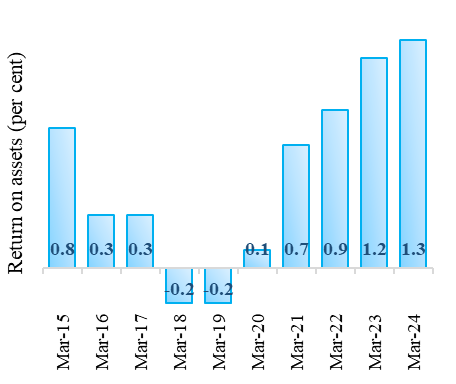 Return on assets (per cent)
0.8
0.3
0.3
-0.2
-0.2
0.1
0.7
0.9
1.2
1.3
Mar-15
Mar-16
Mar-17
Mar-18
Mar-19
Mar-20
Mar-21
Mar-22
Mar-23
Mar-24